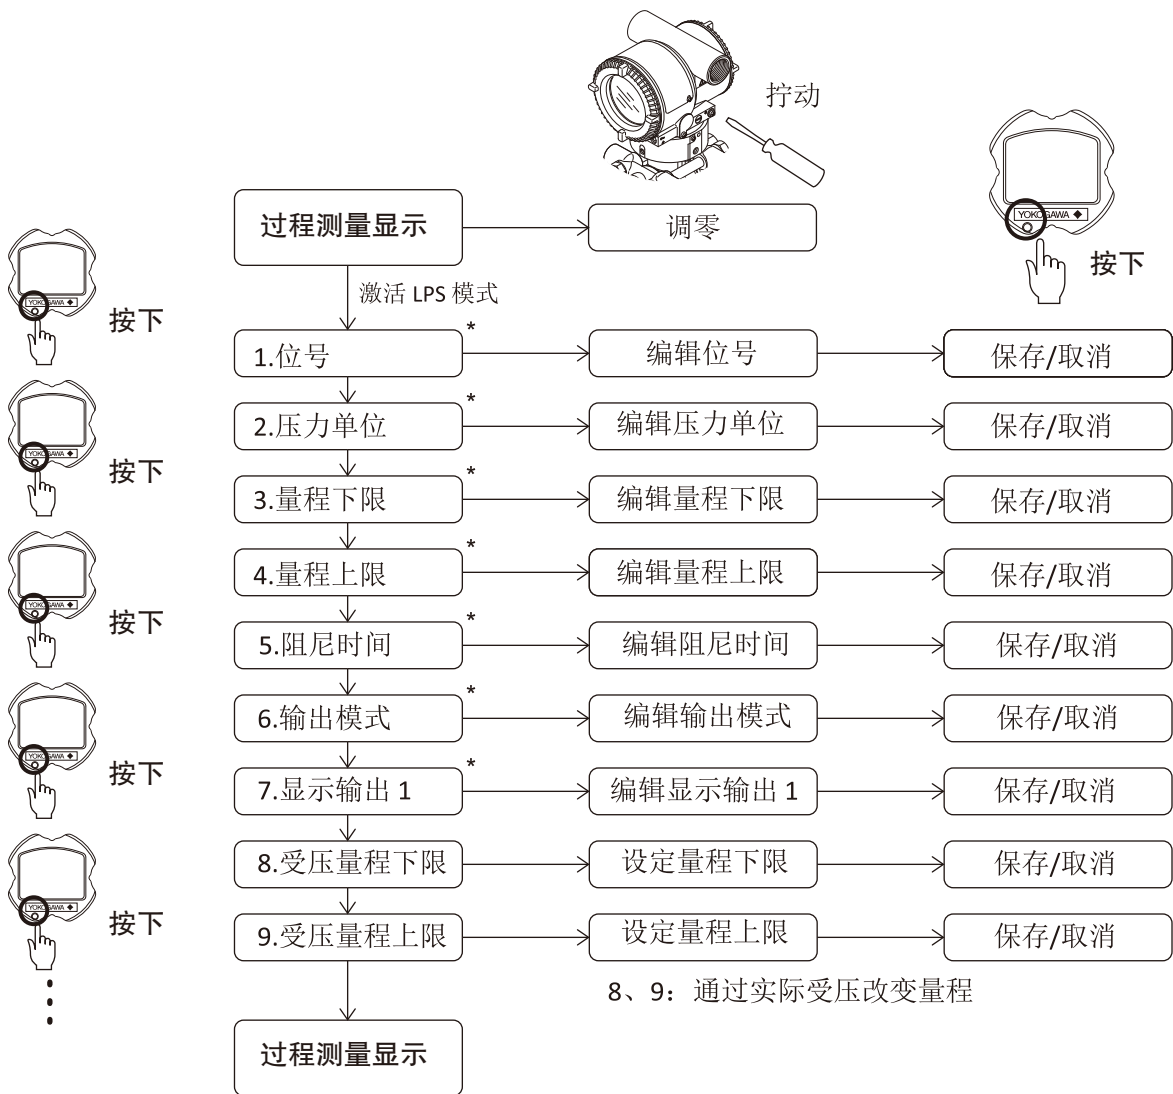 拧动
YOKOGAWA ◆
按下
过程测量显示
调零
激活 LPS 模式
YOKOGAWA ◆
按下
1.位号
*
编辑位号
保存/取消
YOKOGAWA ◆
按下
2.压力单位
*
编辑压力单位
保存/取消
3.量程下限
*
编辑量程下限
保存/取消
YOKOGAWA ◆
按下
4.量程上限
*
编辑量程上限
保存/取消
5.阻尼时间
*
编辑阻尼时间
保存/取消
YOKOGAWA ◆
按下
6.输出模式
*
编辑输出模式
保存/取消
7.显示输出 1
*
编辑显示输出 1
保存/取消
YOKOGAWA ◆
按下
8.受压量程下限
设定量程下限
保存/取消
9.受压量程上限
设定量程上限
保存/取消
8、9：通过实际受压改变量程
过程测量显示